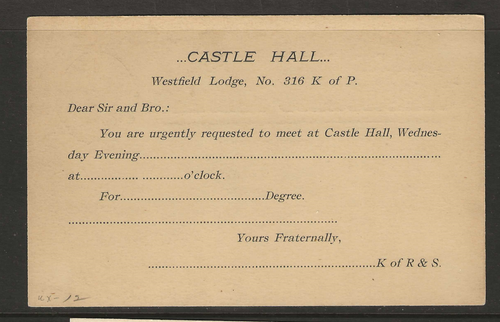 ...CASTLE HALL...
Westfield Lodge, No. 316 K of P.
Dear Sir and Bro.:
You are urgently requested to meet at Castle Hall, Wednes-
day Evening..............................................................................
at................. ............o'clock.
For......................................Degree.
......................................................................
Yours Fraternally,
...........................................................K of R & S.